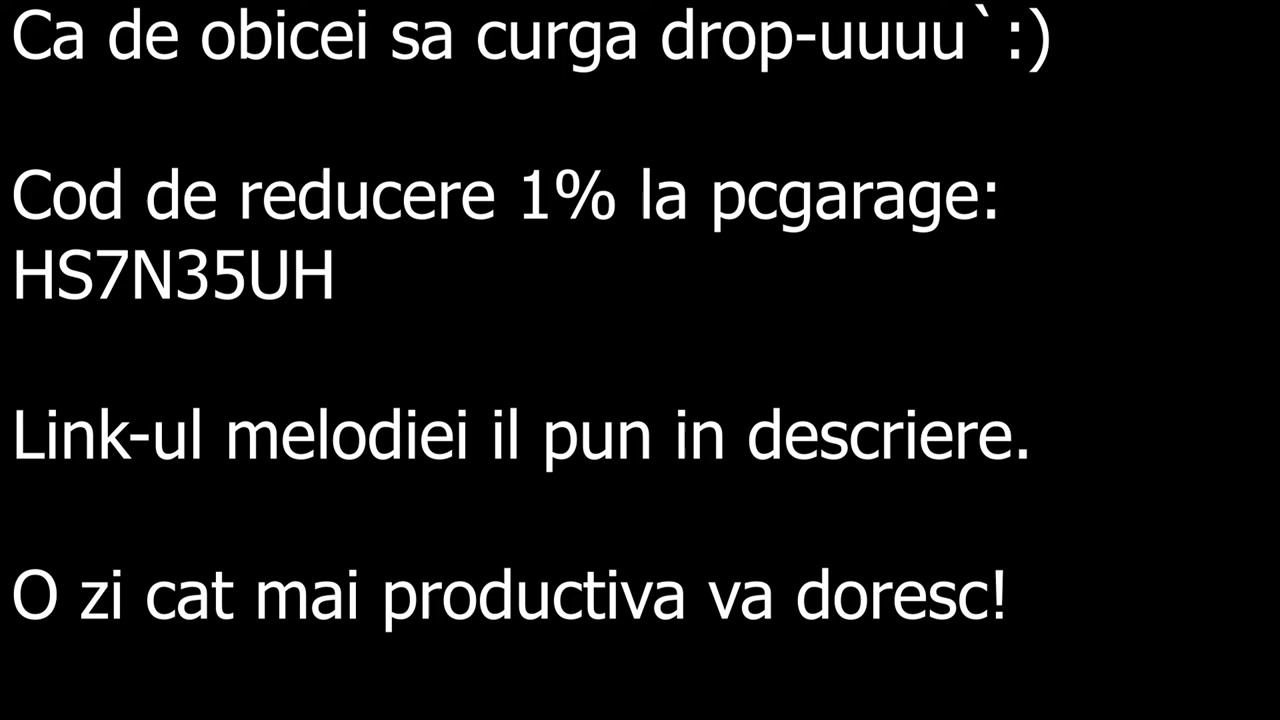 Ca de obicei sa curga drop-uuuu`:)
Cod de reducere 1% la pcgarage:
HS7N35UH
Link-ul melodiei il pun in descriere.
O zi cat mai productiva va doresc!